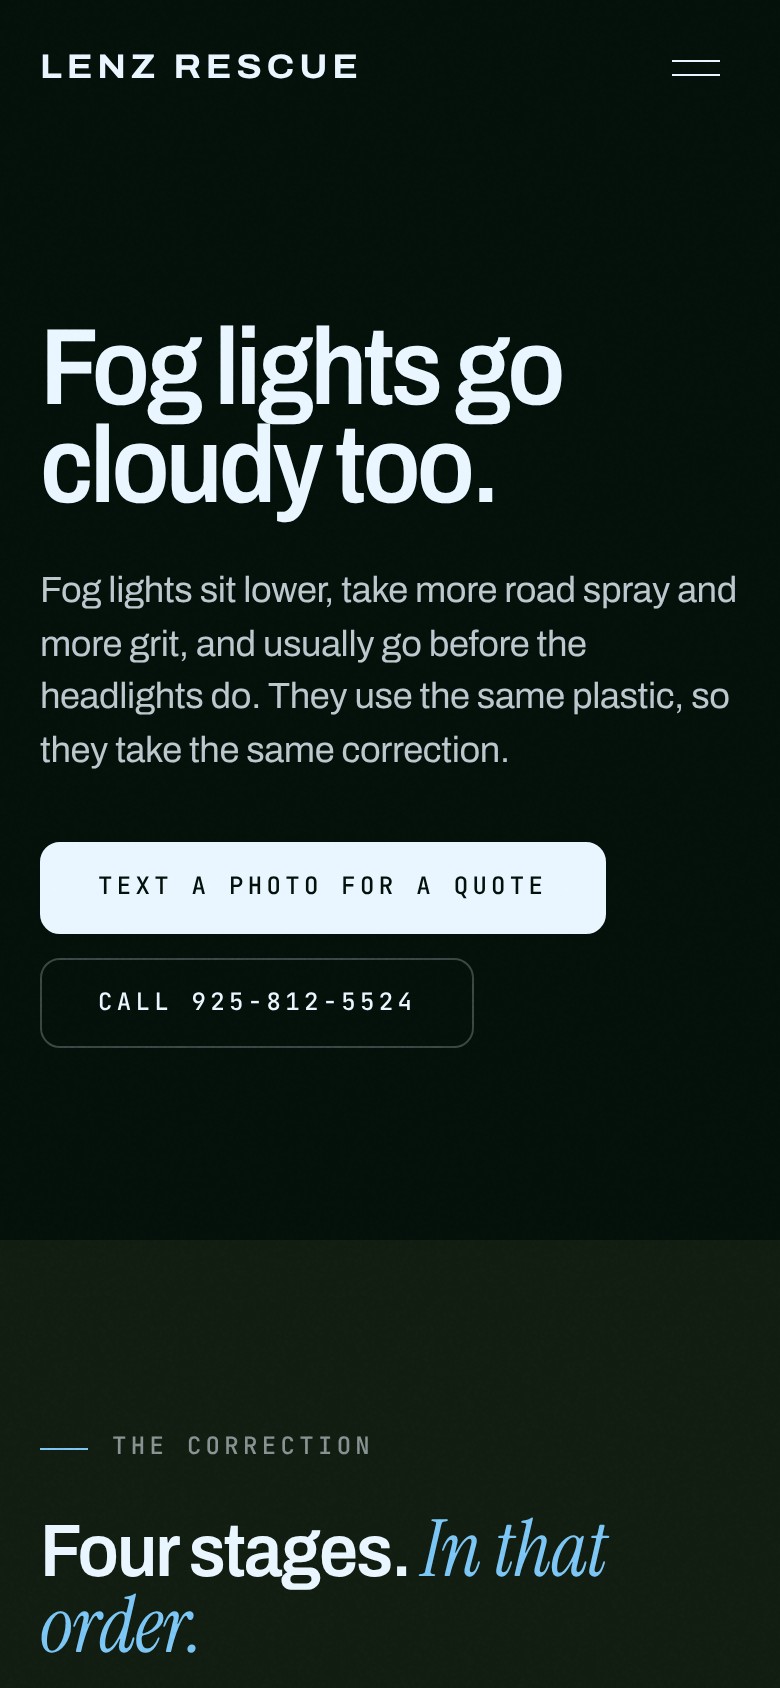 LENZ RESCUE
Fog lights go
cloudy too.
Fog lights sit lower, take more road spray and
more grit, and usually go before the
headlights do. They use the same plastic, so
they take the same correction.
TEXT A PHOTO FOR A QUOTE
CALL 925-812-5524
THE CORRECTION
Four stages. In that
order.